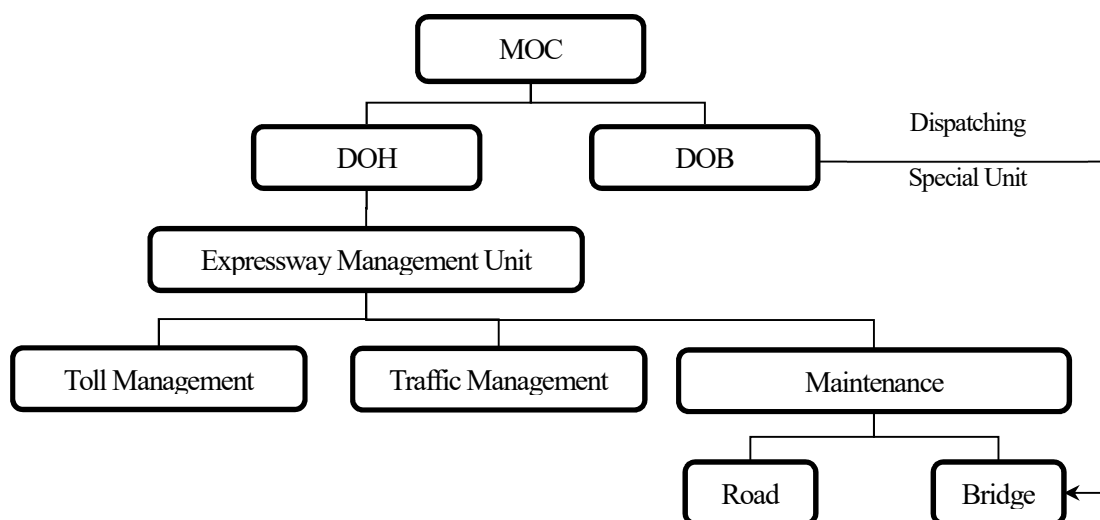 MOC
DOH
DOB
Dispatching
Special Unit
Expressway Management Unit
Toll Management
Traffic Management
Maintenance
Road
Bridge